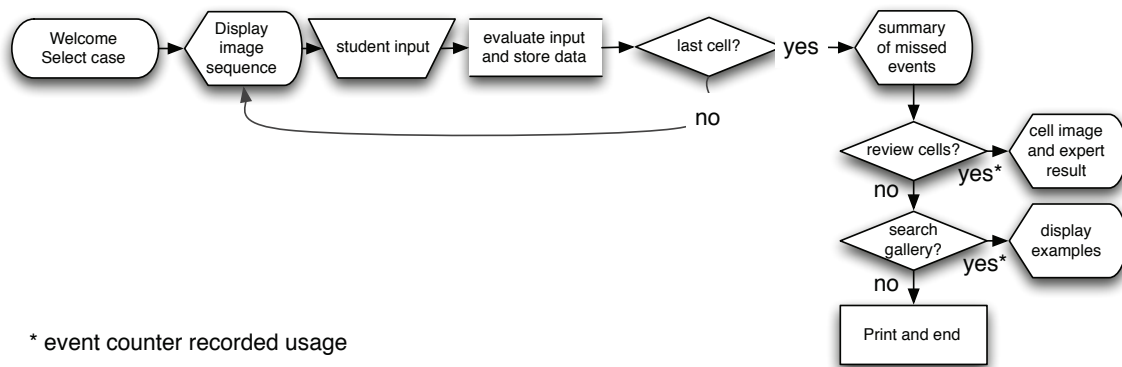 Welcome
Select case
Display
image
sequence
student input
evaluate input
and store data
last cell?
yes
summary
of missed
events
no
review cells?
yes*
cell image
and expert
result
no
search
gallery?
yes*
display
examples
no
Print and end
* event counter recorded usage